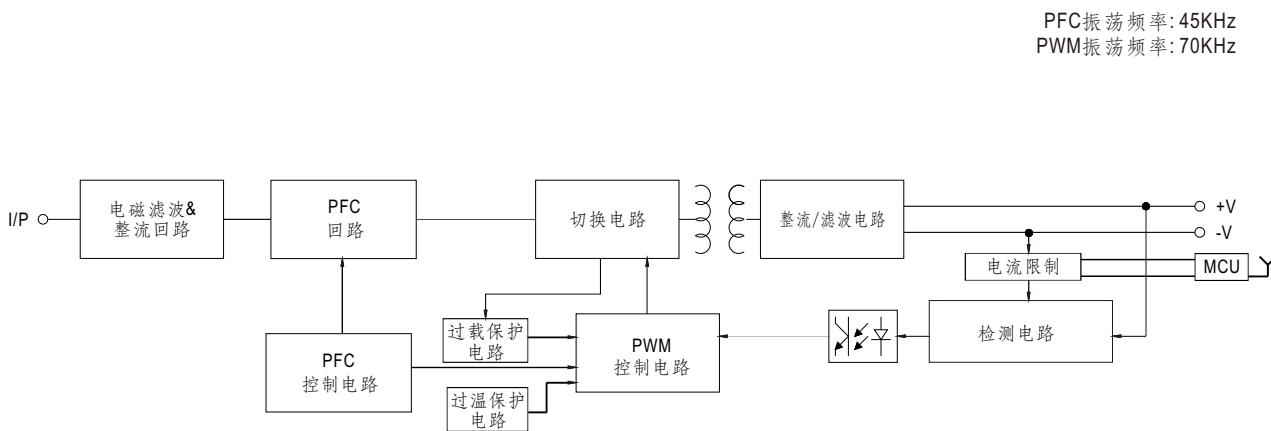 PFC振荡频率: 45KHz
PWM振荡频率: 70KHz
I/P
电磁滤波&
整流回路
PFC
回路
切换电路
整流/滤波电路
+V
-V
电流限制
MCU
检测电路
过载保护
电路
PWM
控制电路
PFC
控制电路
过温保护
电路